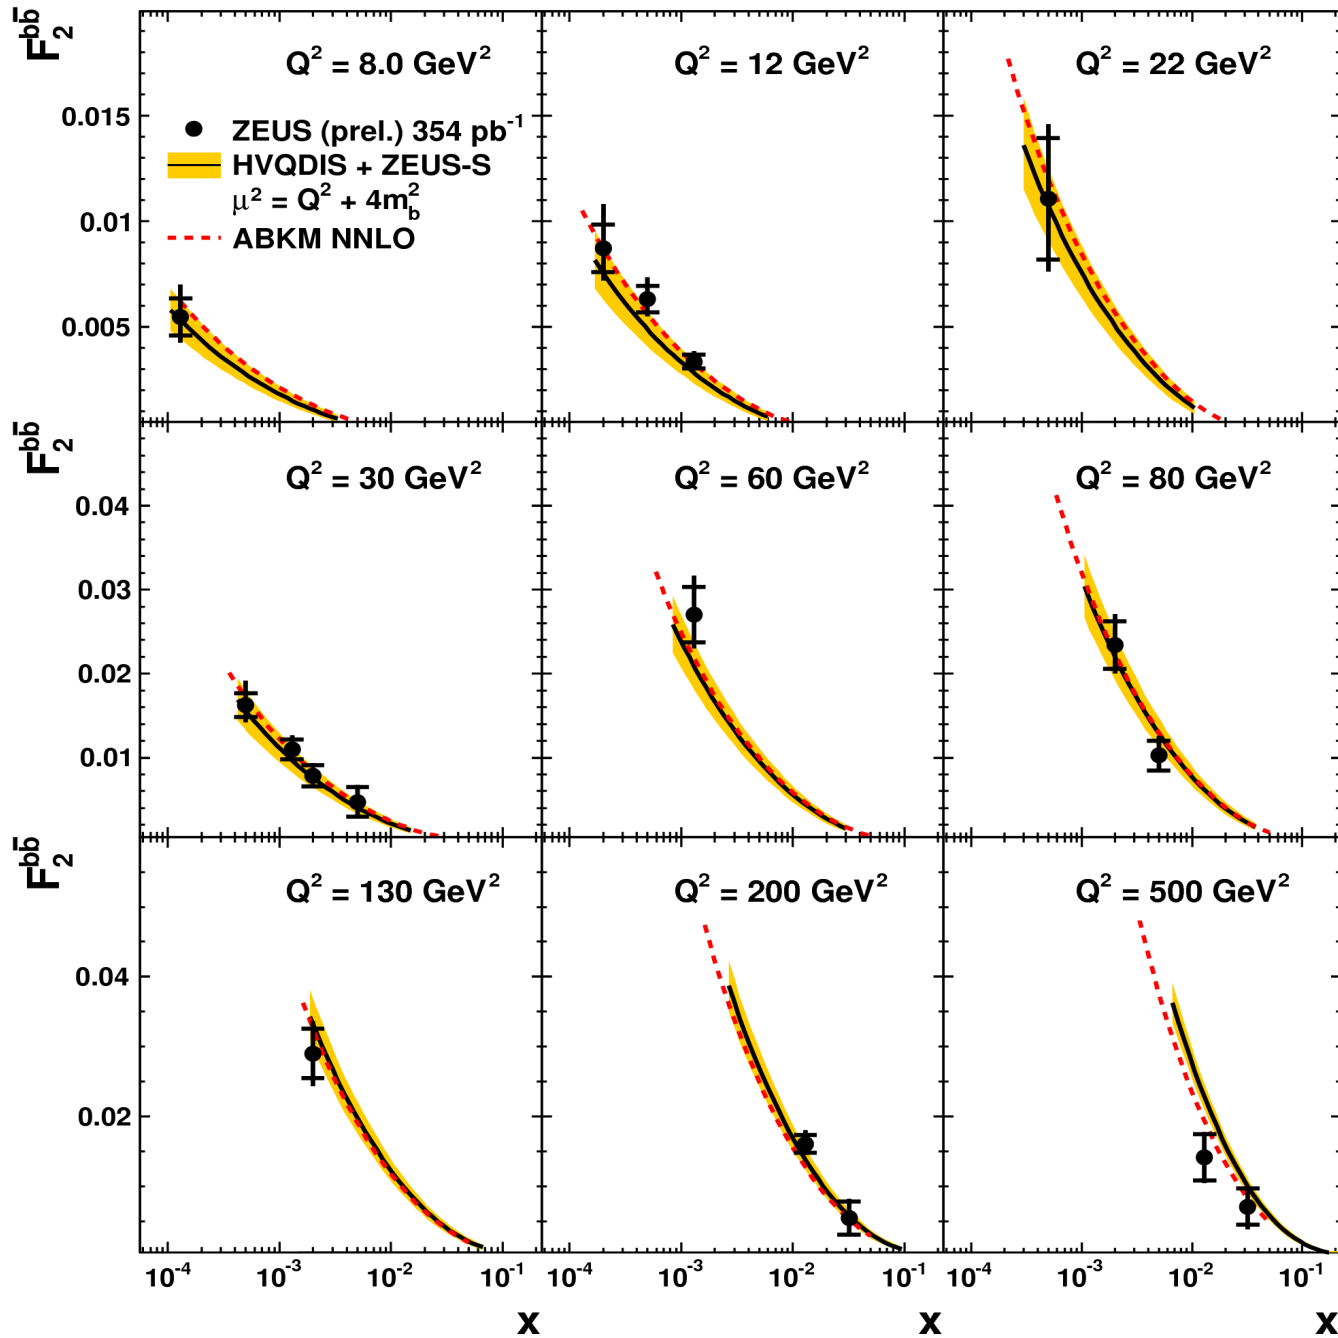 F₂ᵇᵇ̄
Q² = 8.0 GeV²
Q² = 12 GeV²
Q² = 22 GeV²
ZEUS (prel.) 354 pb⁻¹
HVQDIS + ZEUS-S
μ² = Q² + 4m_b²
ABKM NNLO
0.015
0.01
0.005
F₂ᵇᵇ̄
Q² = 30 GeV²
Q² = 60 GeV²
Q² = 80 GeV²
0.04
0.03
0.02
0.01
F₂ᵇᵇ̄
Q² = 130 GeV²
Q² = 200 GeV²
Q² = 500 GeV²
0.04
0.02
10⁻⁴ 10⁻³ 10⁻² 10⁻¹
10⁻⁴ 10⁻³ 10⁻² 10⁻¹
10⁻⁴ 10⁻³ 10⁻² 10⁻¹
x x x